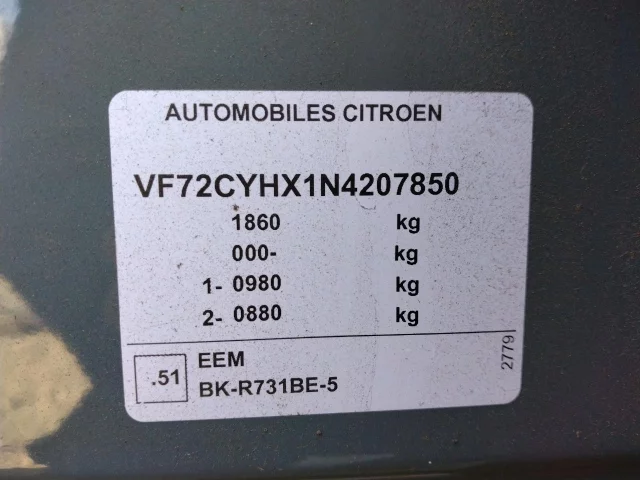 AUTOMOBILES CITROEN
VF72CYHX1N4207850
1860 kg
000- kg
1- 0980 kg
2- 0880 kg
.51
EEM
BK-R731BE-5
2779